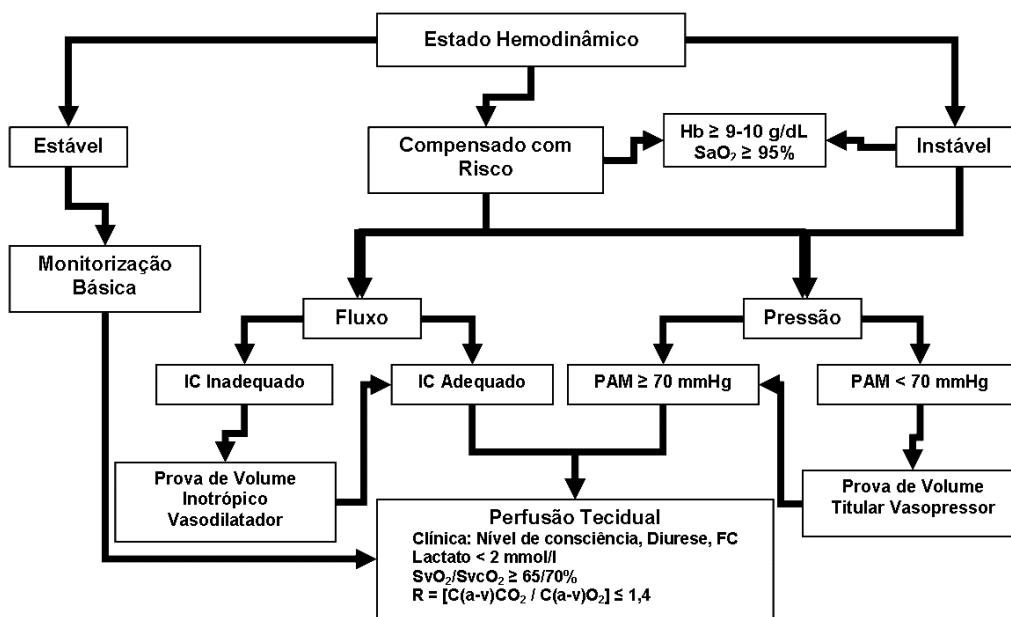 Estado Hemodinâmico
Estável
Compensado com
Risco
Hb ≥ 9-10 g/dL
SaO₂ ≥ 95%
Instável
Monitorização
Básica
Fluxo
Pressão
IC Inadequado
IC Adequado
PAM ≥ 70 mmHg
PAM < 70 mmHg
Prova de Volume
Inotrópico
Vasodilatador
Prova de Volume
Titular Vasopressor
Perfusão Tecidual
Clínica: Nível de consciência, Diurese, FC
Lactato < 2 mmol/l
SvO₂/SvcO₂ ≥ 65/70%
R = [C(a-v)CO₂ / C(a-v)O₂] ≤ 1,4